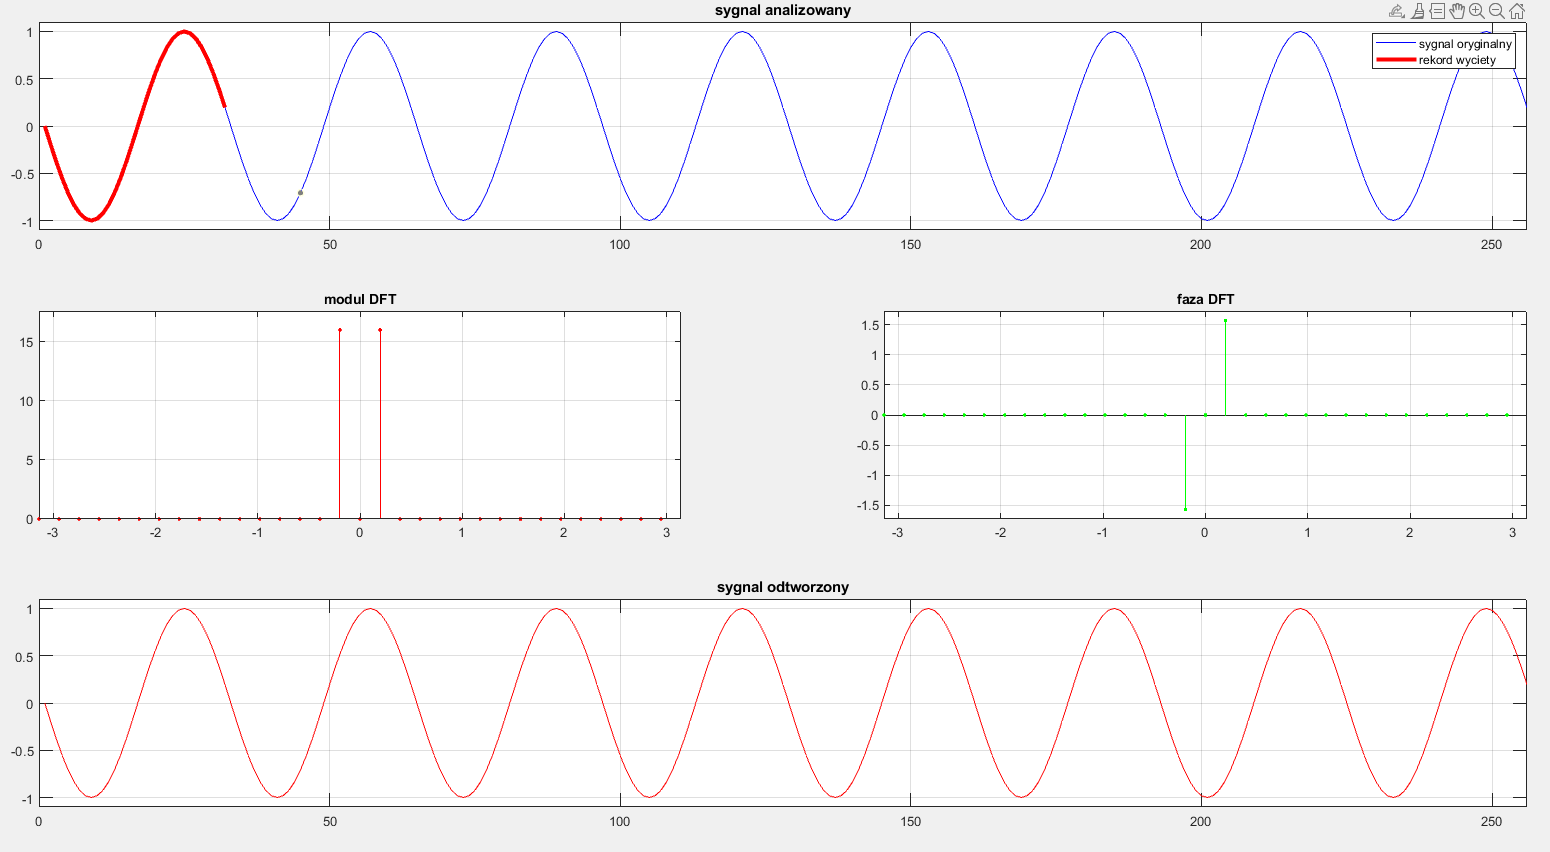 sygnal analizowany
sygnal oryginalny
rekord wyciety
1
0.5
0
-0.5
-1
0 50 100 150 200 250
modul DFT
15
10
5
0
-3 -2 -1 0 1 2 3
faza DFT
1.5
1
0.5
0
-0.5
-1
-1.5
-3 -2 -1 0 1 2 3
sygnal odtworzony
1
0.5
0
-0.5
-1
0 50 100 150 200 250